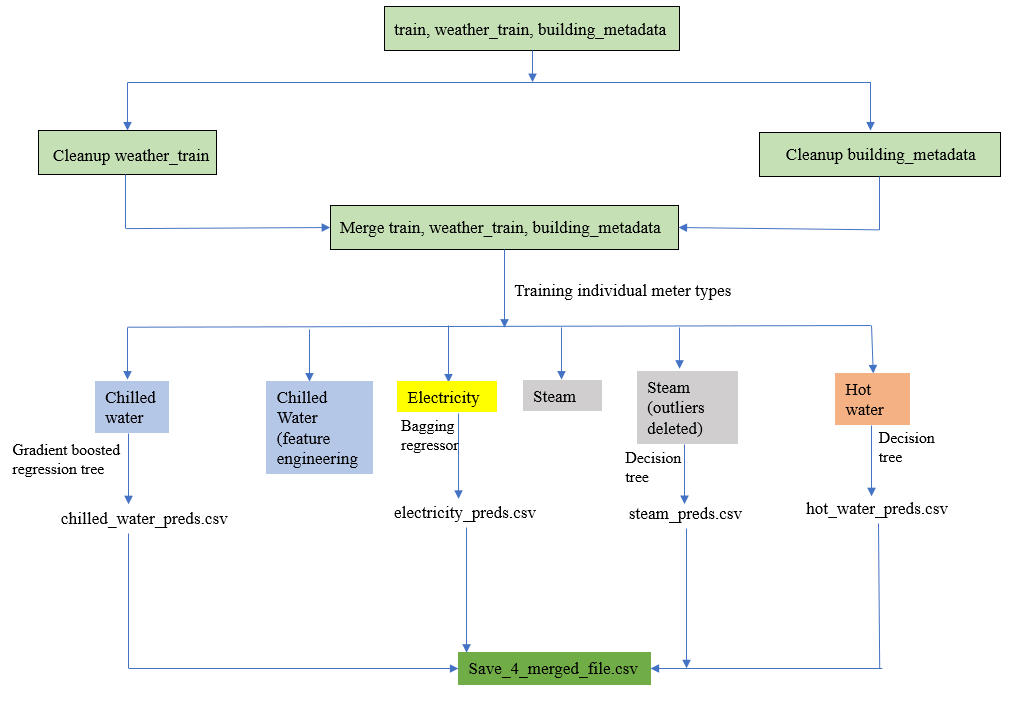 train, weather_train, building_metadata
Cleanup weather_train
Cleanup building_metadata
Merge train, weather_train, building_metadata
Training individual meter types
Chilled
water
Chilled
Water
(feature
engineering
Electricity
Steam
Steam
(outliers
deleted)
Hot
water
Gradient boosted
regression tree
Bagging
regressor
Decision
tree
Decision
tree
chilled_water_preds.csv
electricity_preds.csv
steam_preds.csv
hot_water_preds.csv
Save_4_merged_file.csv